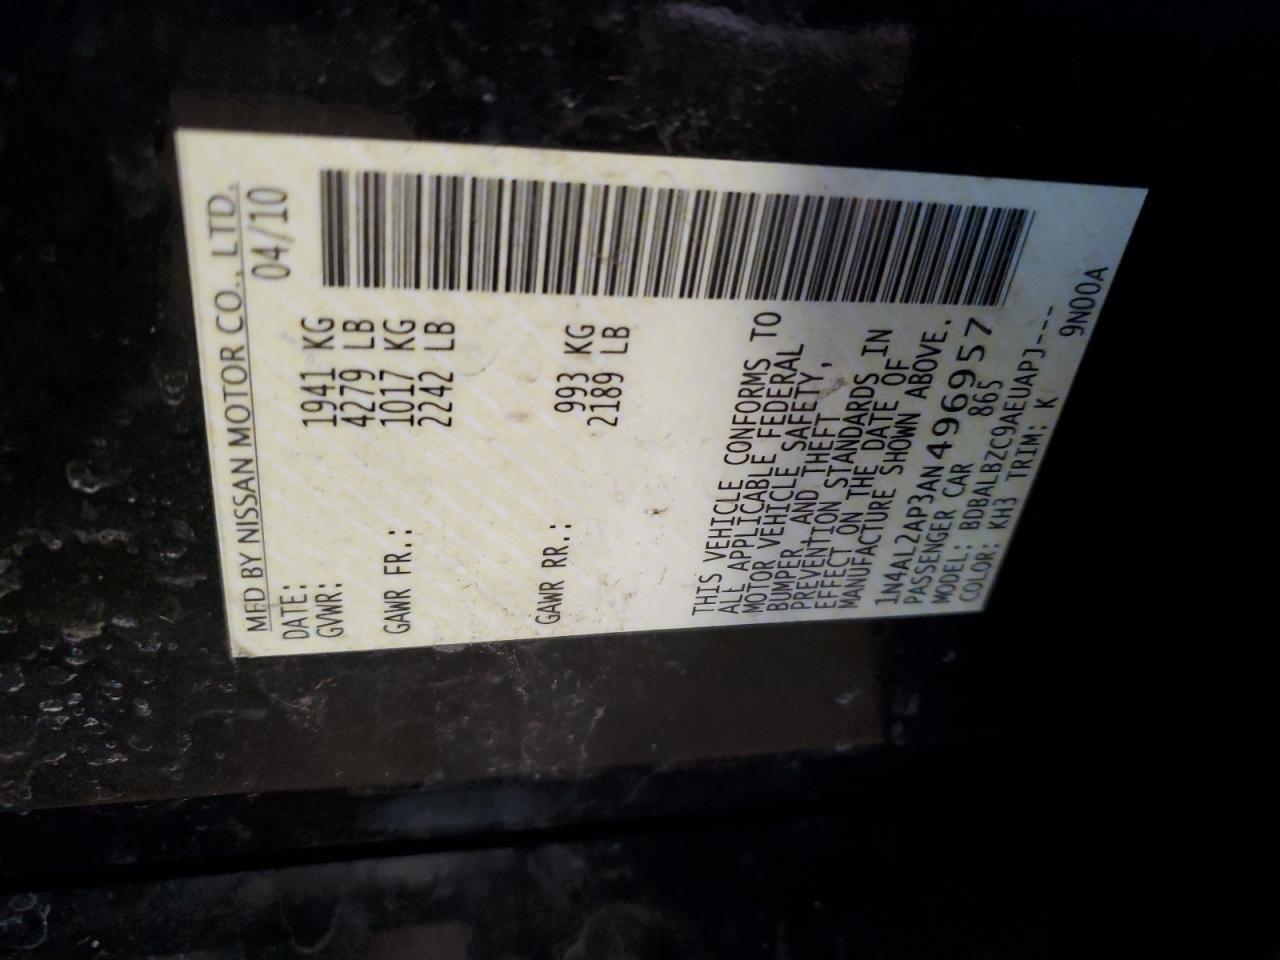 MFD BY NISSAN MOTOR CO., LTD.
DATE: 04/10
GVWR: 1941 KG
4279 LB
GAWR FR.: 1017 KG
2242 LB
GAWR RR.: 993 KG
2189 LB
THIS VEHICLE CONFORMS TO
ALL APPLICABLE FEDERAL
MOTOR VEHICLE SAFETY,
BUMPER, AND THEFT
PREVENTION STANDARDS IN
EFFECT ON THE DATE OF
MANUFACTURE SHOWN ABOVE.
1N4AL2AP3AN496957
PASSENGER CAR 865
MODEL: BDBALBZC9AEUAPJ---
COLOR: KH3 TRIM: K 9N00A